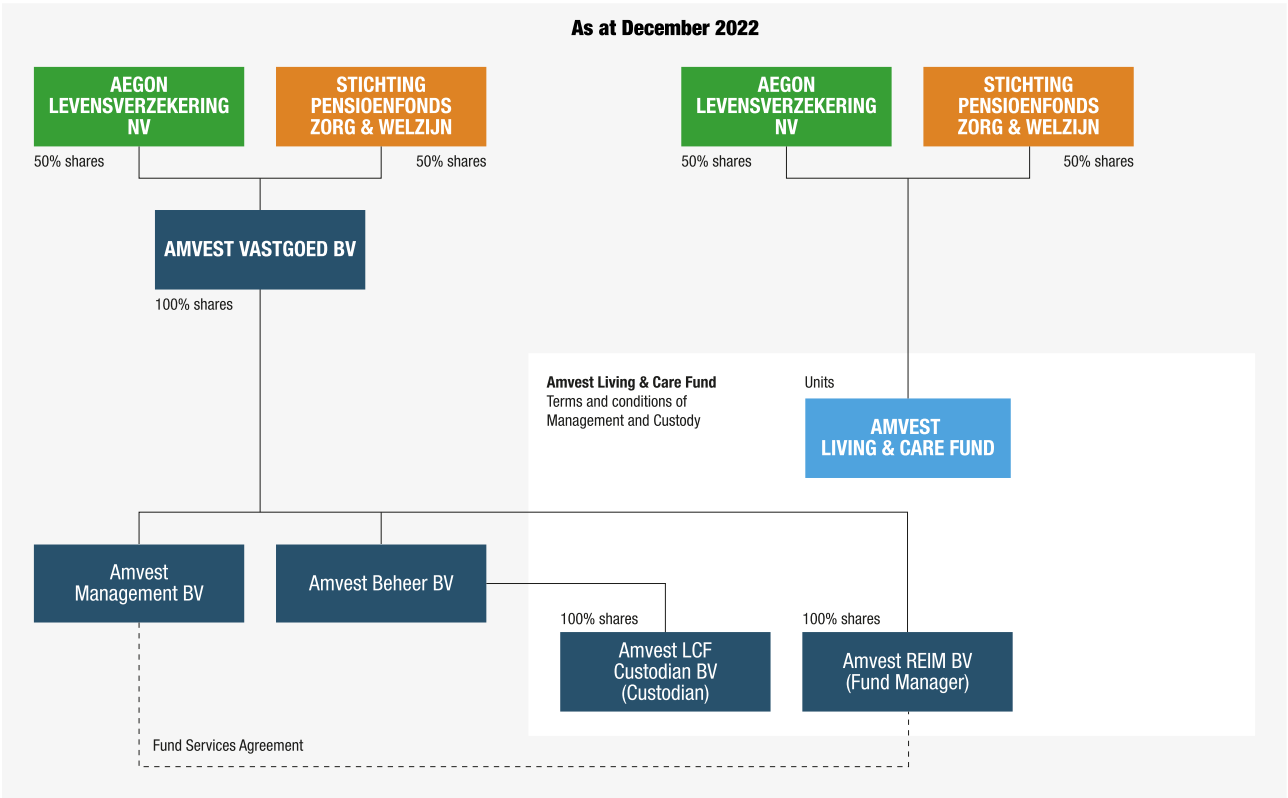 As at December 2022
AEGON
LEVENSVERZEKERING
NV
STICHTING
PENSIOENFONDS
ZORG & WELZIJN
AEGON
LEVENSVERZEKERING
NV
STICHTING
PENSIOENFONDS
ZORG & WELZIJN
50% shares
50% shares
50% shares
50% shares
AMVEST VASTGOED BV
100% shares
Amvest Living & Care Fund
Terms and conditions of
Management and Custody
Units
AMVEST
LIVING & CARE FUND
Amvest
Management BV
Amvest Beheer BV
100% shares
100% shares
Amvest LCF
Custodian BV
(Custodian)
Amvest REIM BV
(Fund Manager)
Fund Services Agreement